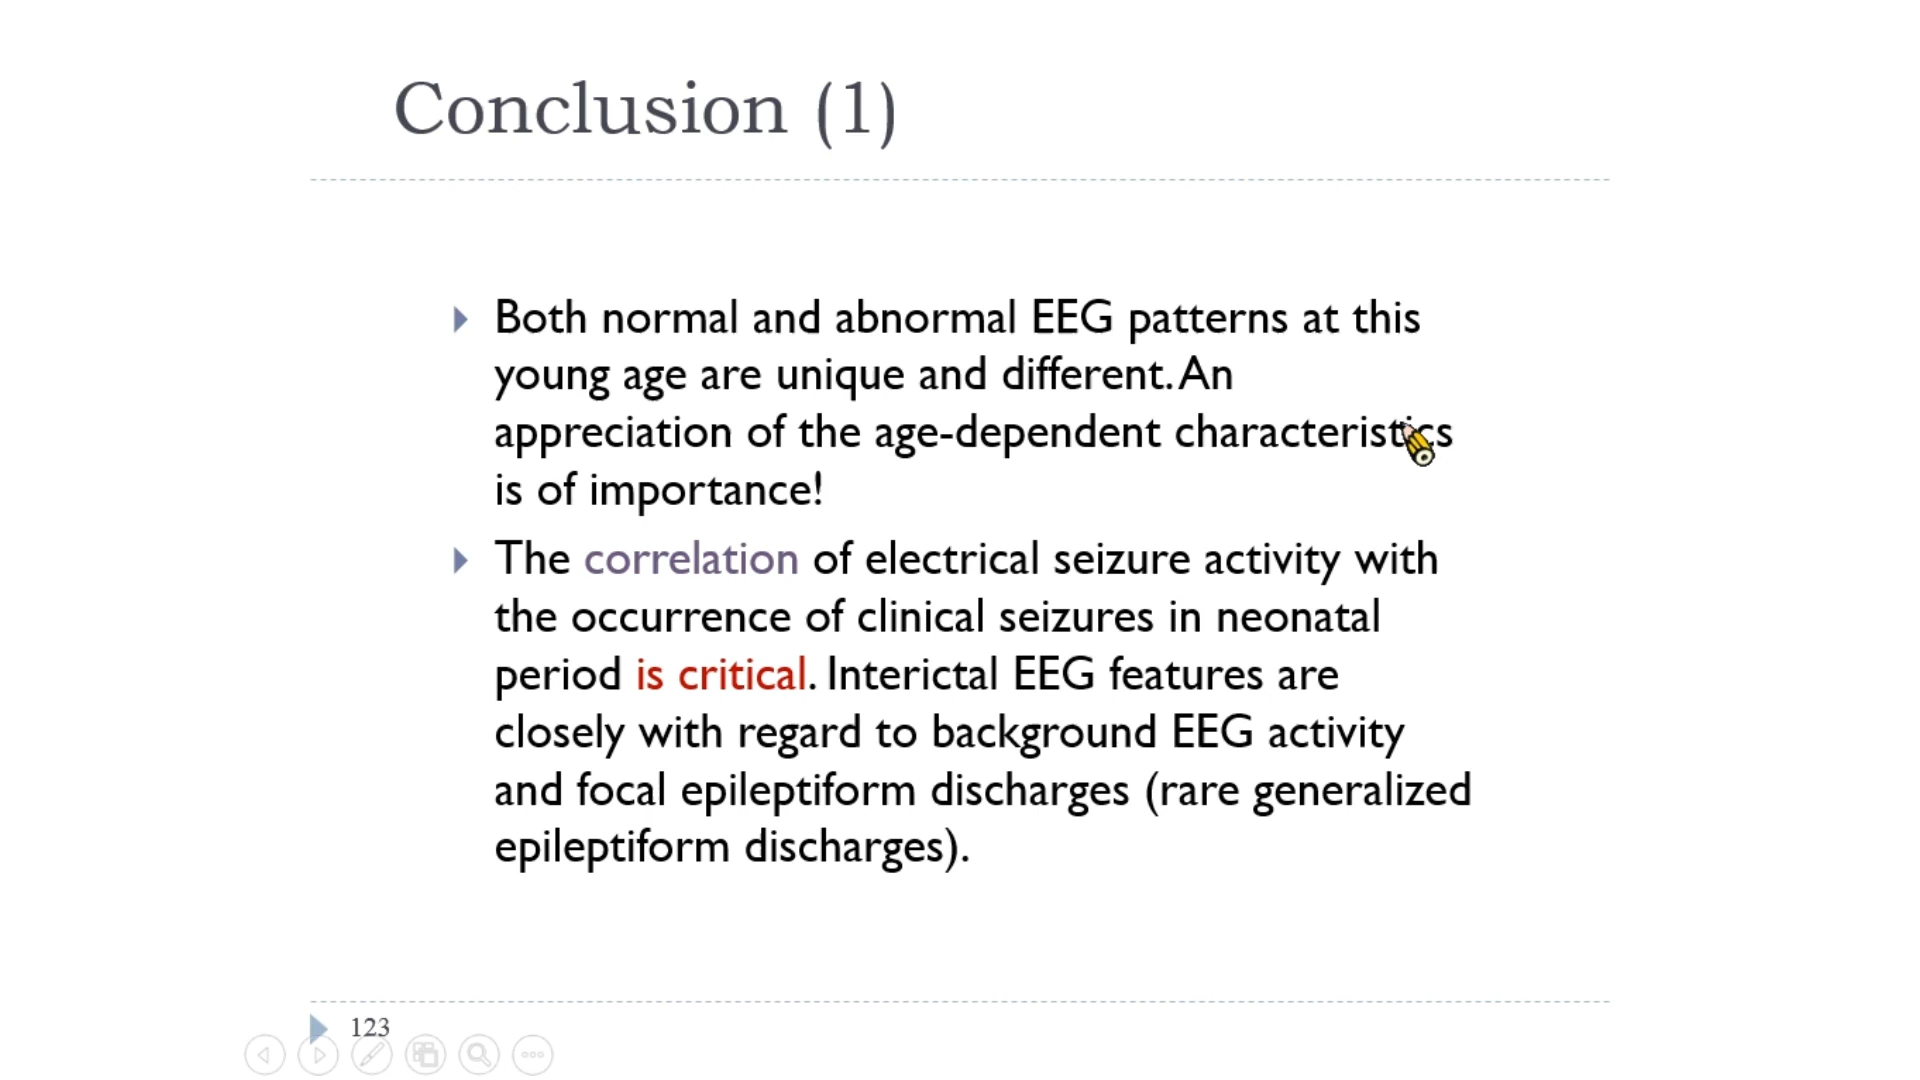 Conclusion (1)
Both normal and abnormal EEG patterns at this
young age are unique and different. An
appreciation of the age-dependent characteristics
is of importance!
The correlation of electrical seizure activity with
the occurrence of clinical seizures in neonatal
period is critical. Interictal EEG features are
closely with regard to background EEG activity
and focal epileptiform discharges (rare generalized
epileptiform discharges).
123